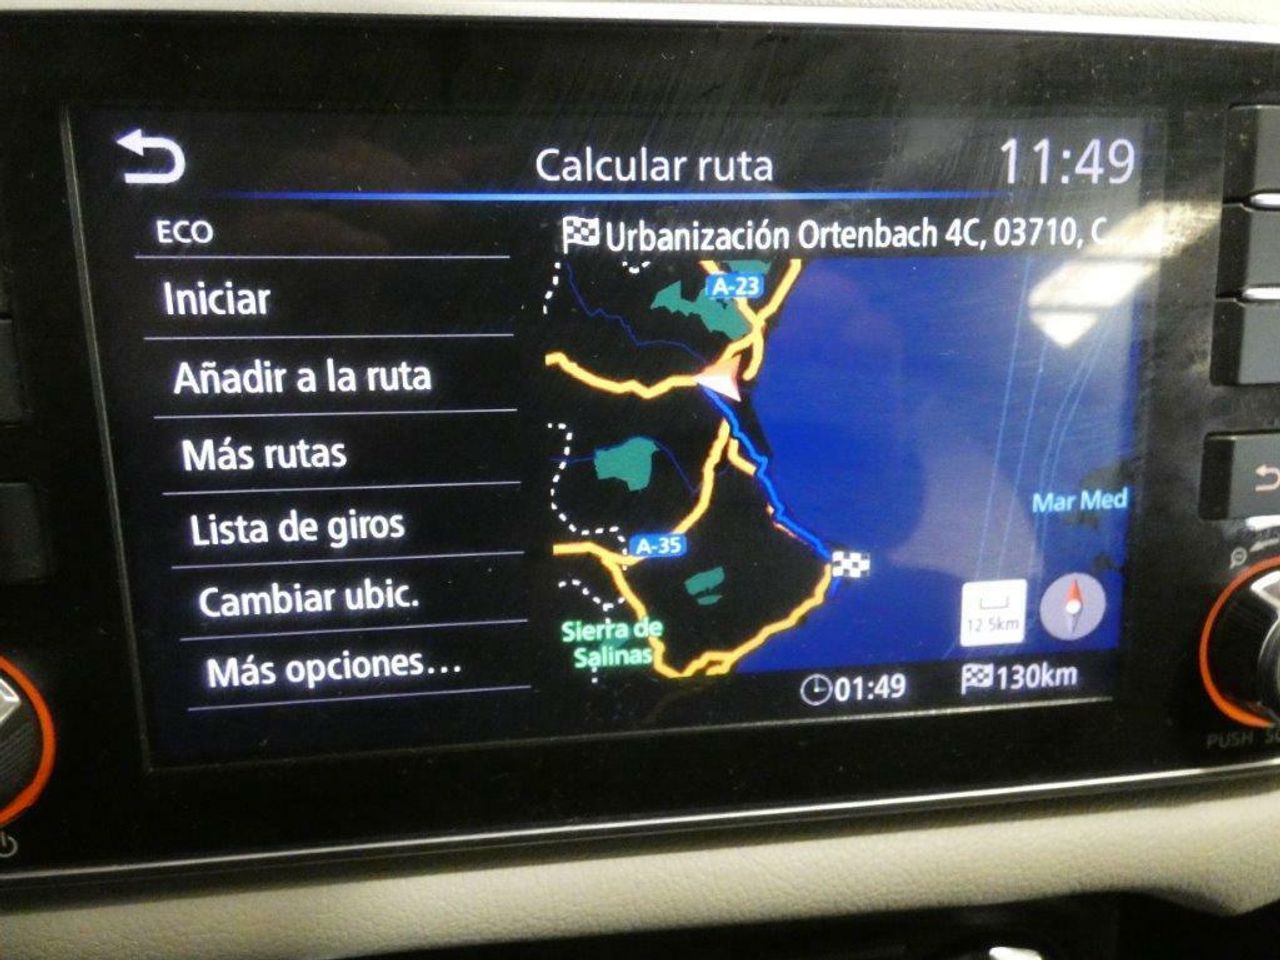 Calcular ruta
11:49
ECO
Urbanización Ortenbach 4C, 03710, C...
Iniciar
A-23
Añadir a la ruta
Más rutas
Mar Med
Lista de giros
A-35
Cambiar ubic.
12.5km
Sierra de
Salinas
Más opciones...
01:49
130km
PUSH